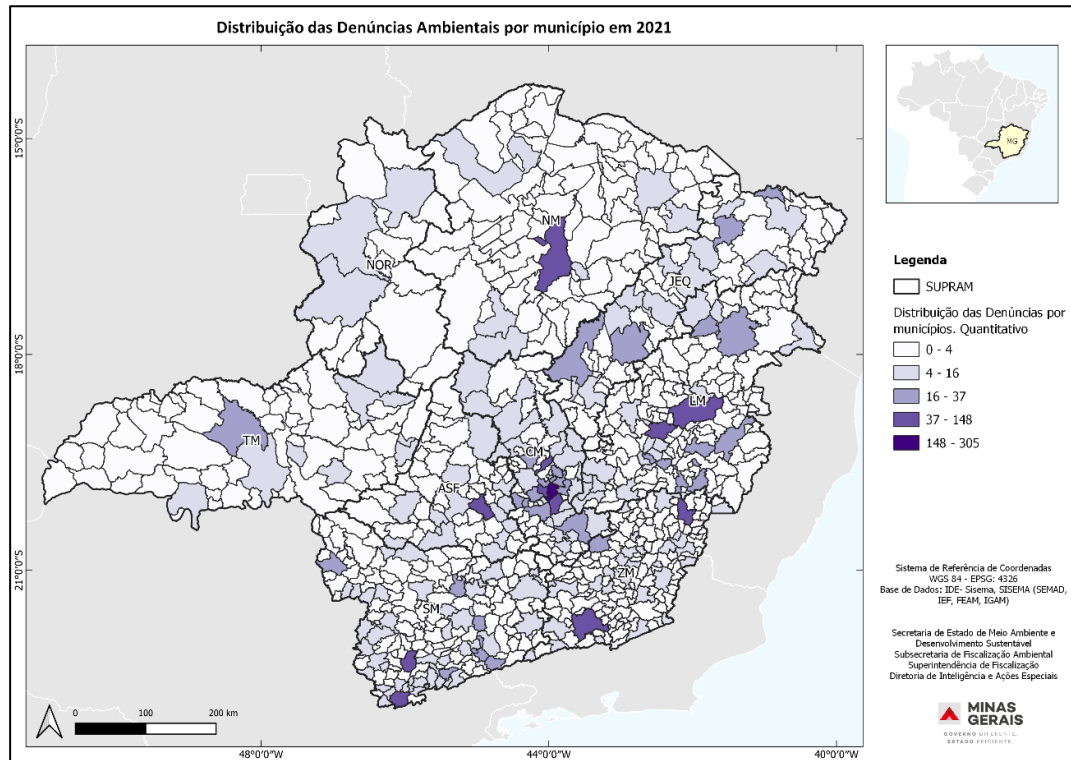 Distribuição das Denúncias Ambientais por município em 2021
15°0'0"S
18°0'0"S
21°0'0"S
NM
NOR
JEQ
LM
TM
CM
ASF
ZM
SM
0
100
200 km
48°0'0"W
44°0'0"W
40°0'0"W
MG
Legenda
SUPRAM
Distribuição das Denúncias por
municípios. Quantitativo
0 - 4
4 - 16
16 - 37
37 - 148
148 - 305
Sistema de Referência de Coordenadas
WGS 84 - EPSG: 4326
Base de Dados: IDE- Sisema, SISEMA (SEMAD,
IEF, FEAM, IGAM)
Secretaria de Estado de Meio Ambiente e
Desenvolvimento Sustentável
Subsecretaria de Fiscalização Ambiental
Superintendência de Fiscalização
Diretoria de Inteligência e Ações Especiais
MINAS
GERAIS
GOVERNO DIFERENTE.
ESTADO EFICIENTE.